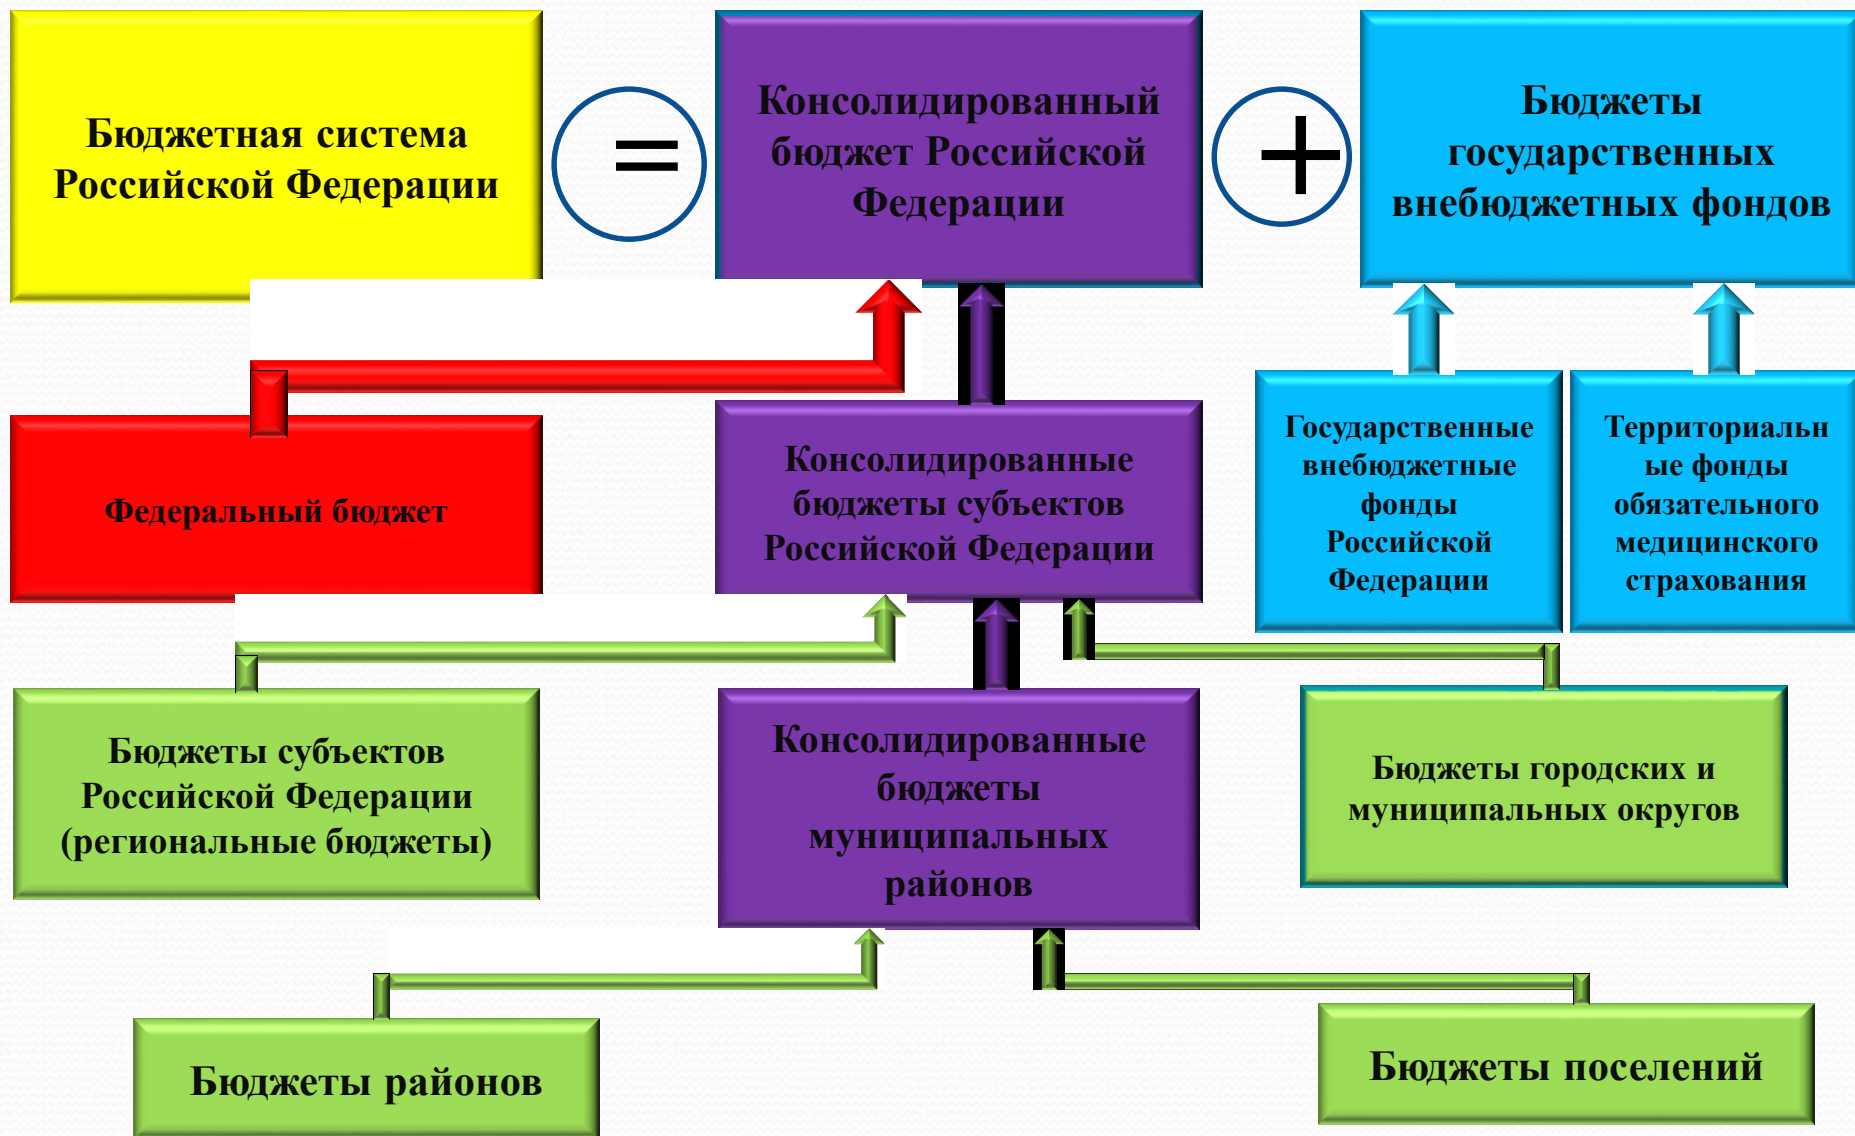 Бюджетная система
Российской Федерации
=
Консолидированный
бюджет Российской
Федерации
+
Бюджеты
государственных
внебюджетных фондов
Федеральный бюджет
Консолидированные
бюджеты субъектов
Российской Федерации
Государственные
внебюджетные
фонды
Российской
Федерации
Территориальн
ые фонды
обязательного
медицинского
страхования
Бюджеты субъектов
Российской Федерации
(региональные бюджеты)
Консолидированные
бюджеты
муниципальных
районов
Бюджеты городских и
муниципальных округов
Бюджеты районов
Бюджеты поселений